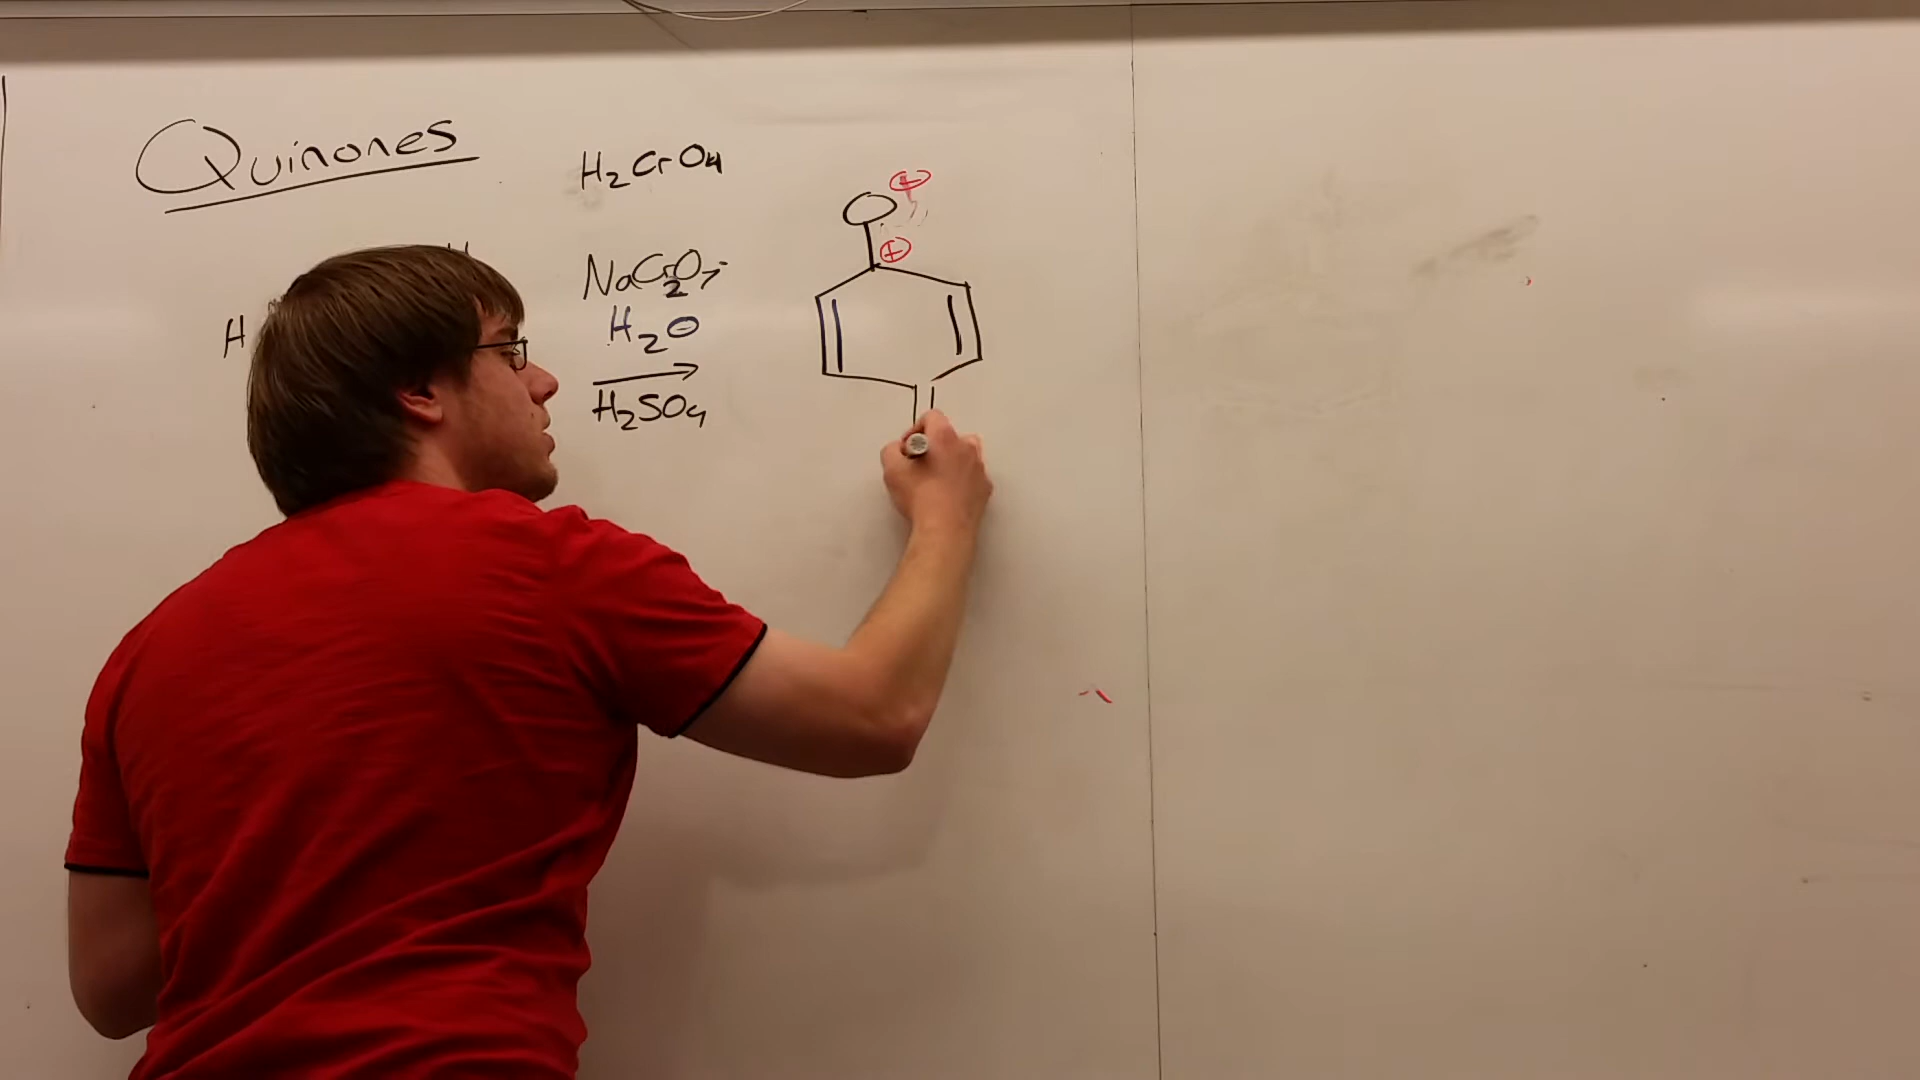 Quinones
H₂CrO₄
H
NaCr₂O₇
H₂O
H₂SO₄
O
+
+